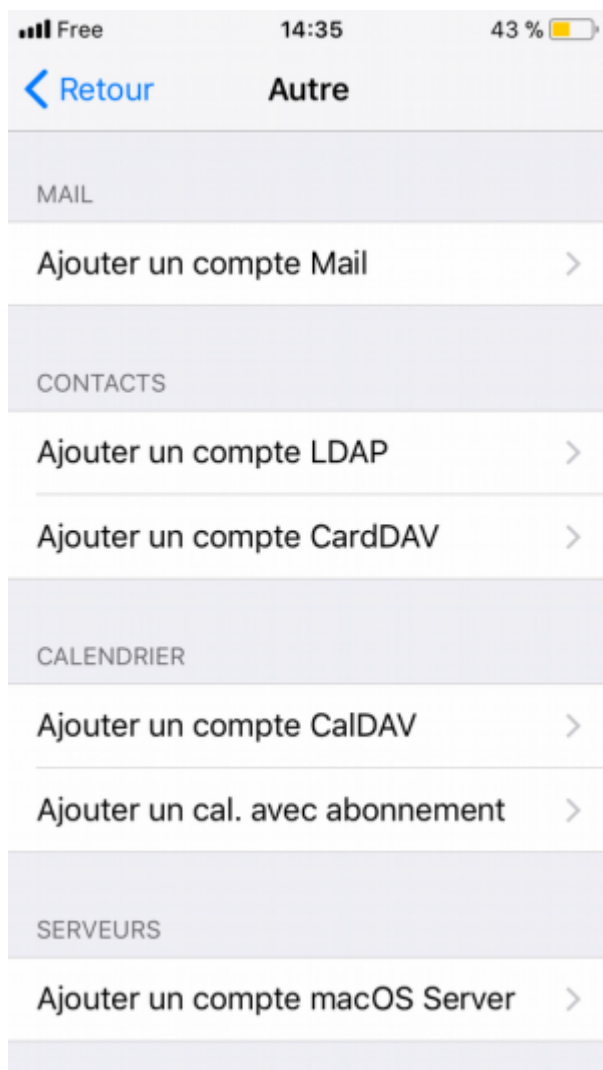 Free 14:35 43 %
Retour Autre
MAIL
Ajouter un compte Mail
CONTACTS
Ajouter un compte LDAP
Ajouter un compte CardDAV
CALENDRIER
Ajouter un compte CalDAV
Ajouter un cal. avec abonnement
SERVEURS
Ajouter un compte macOS Server